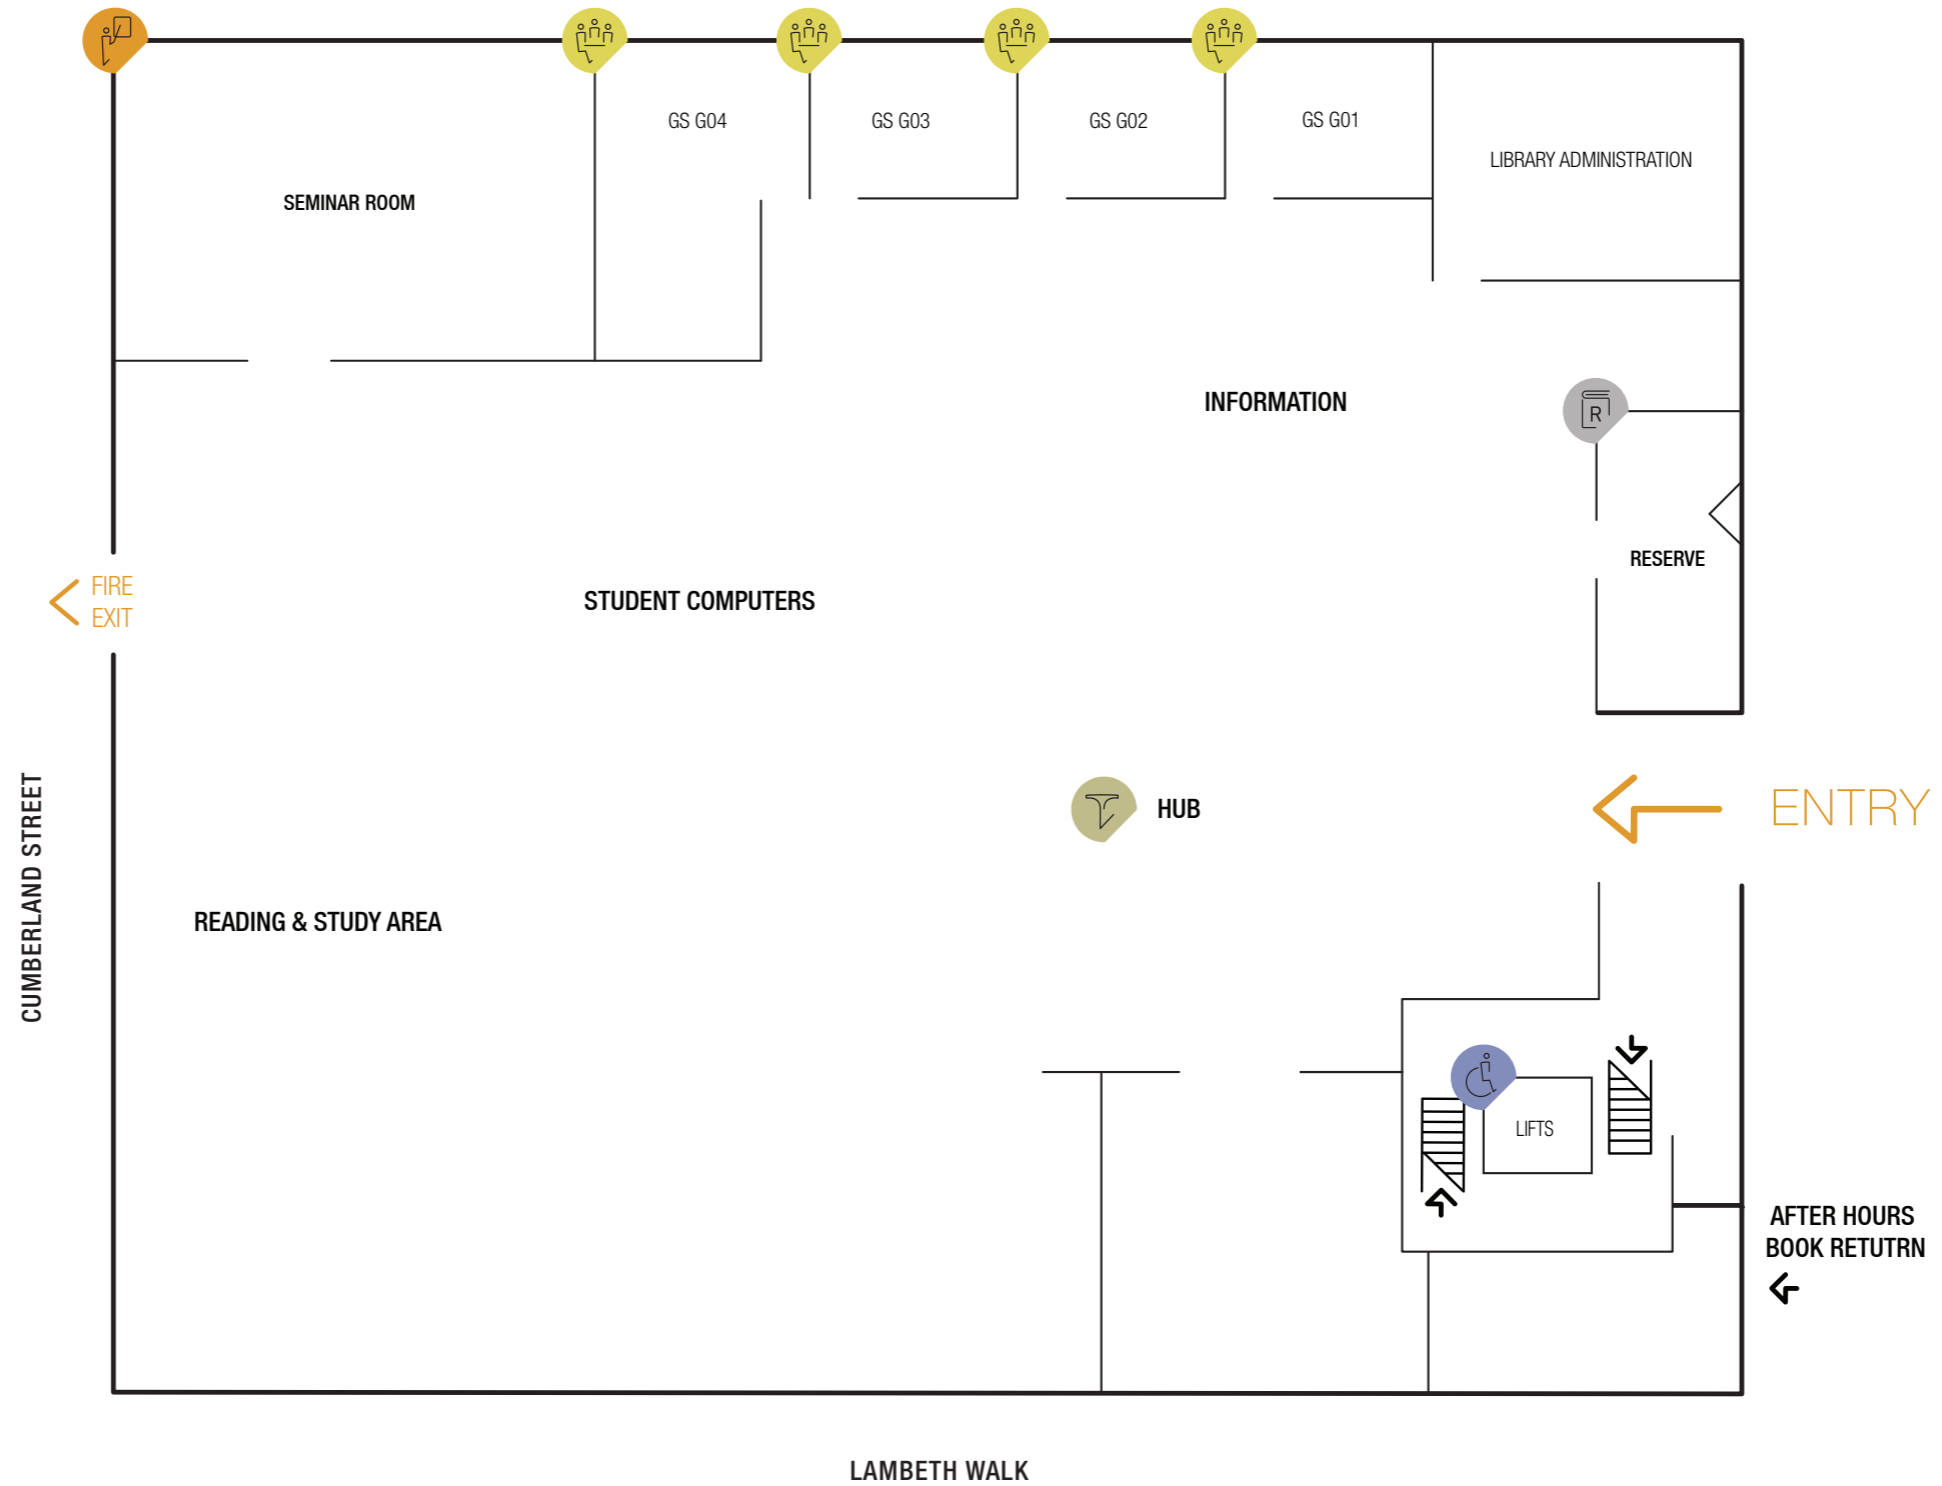 GS G04
GS G03
GS G02
GS G01
LIBRARY ADMINISTRATION
SEMINAR ROOM
INFORMATION
R
RESERVE
FIRE
EXIT
STUDENT COMPUTERS
HUB
ENTRY
CUMBERLAND STREET
READING & STUDY AREA
LIFTS
AFTER HOURS
BOOK RETUTRN
LAMBETH WALK